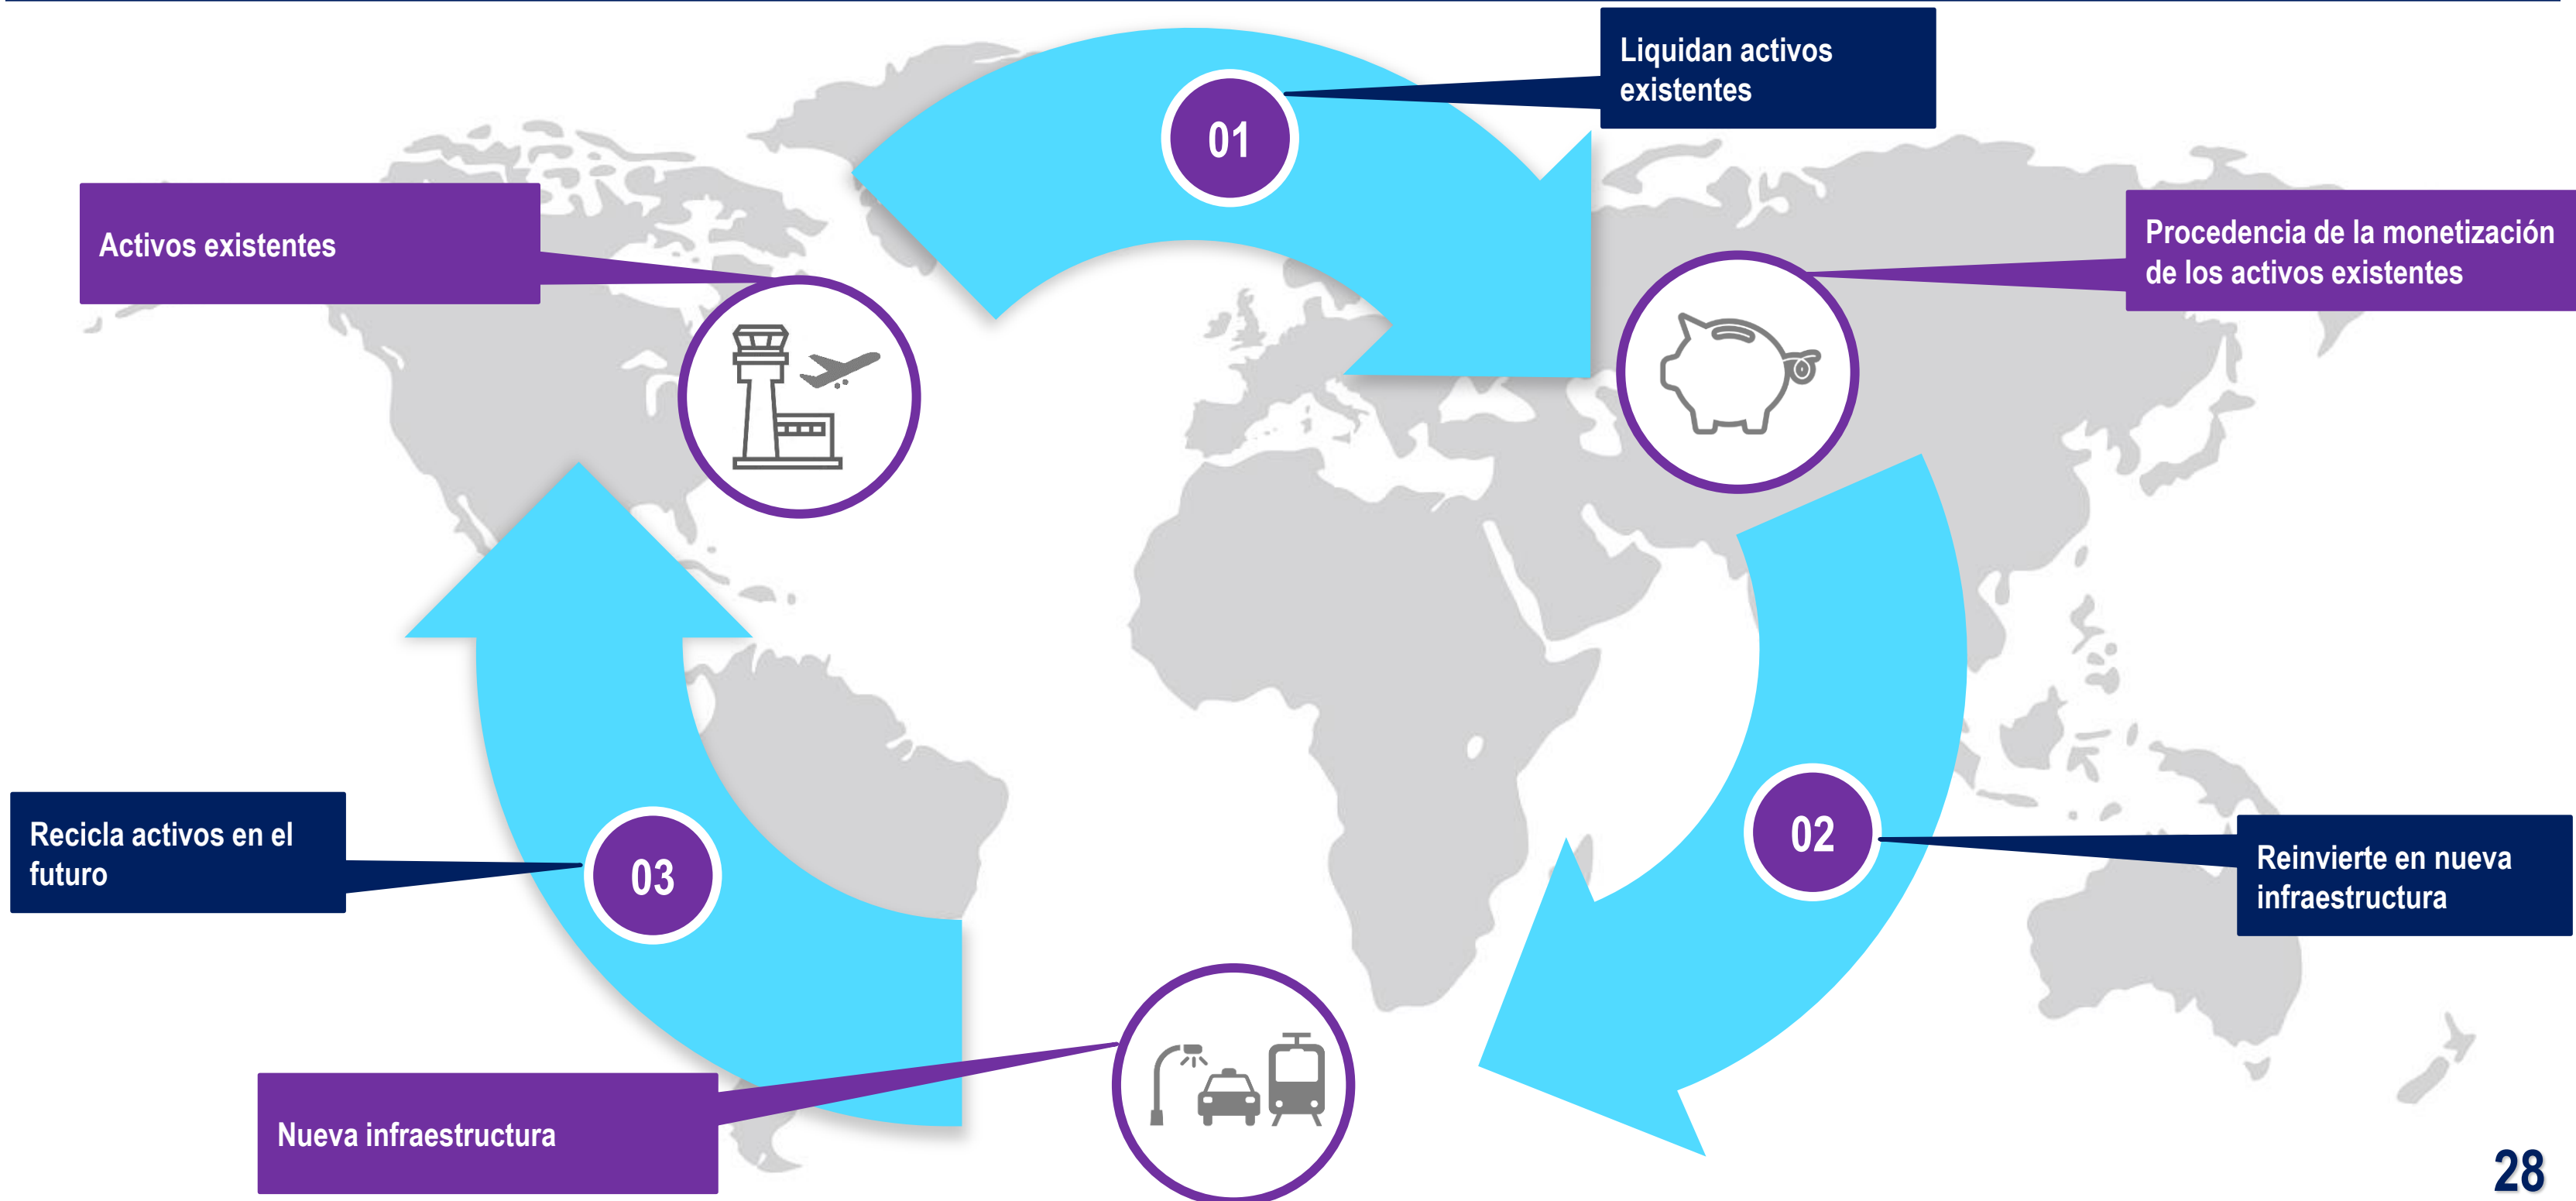 Liquidan activos
existentes
01
Activos existentes
Procedencia de la monetización
de los activos existentes
Recicla activos en el
futuro
03
02
Reinvierte en nueva
infraestructura
Nueva infraestructura
28